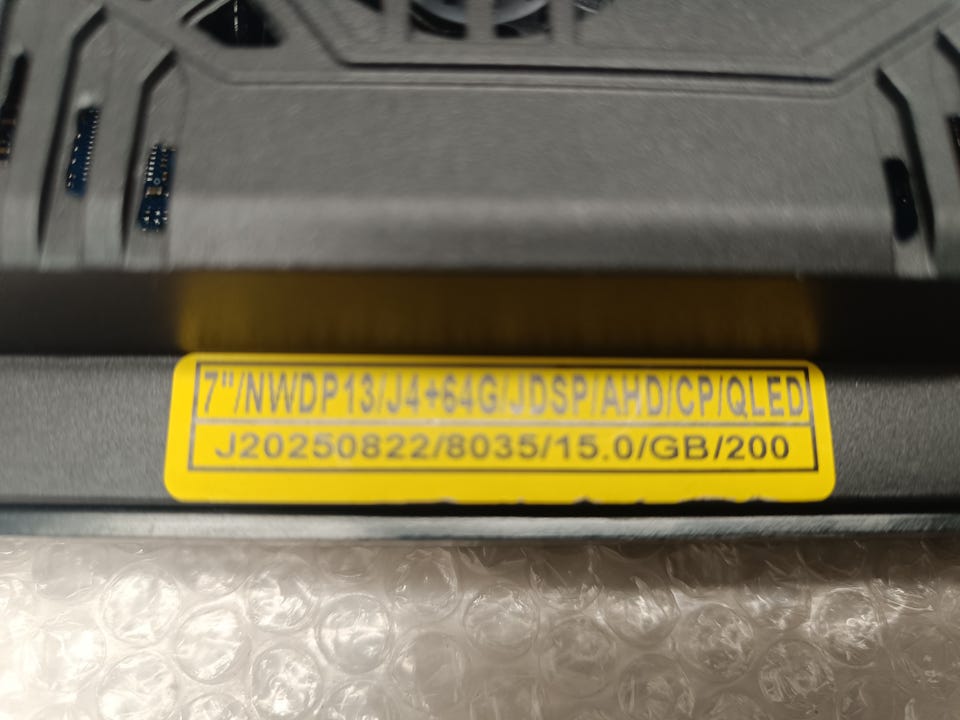 7"/NWDP13/J4+64G/JDSP/AHD/CP/QLED
J20250822/8035/15.0/GB/200